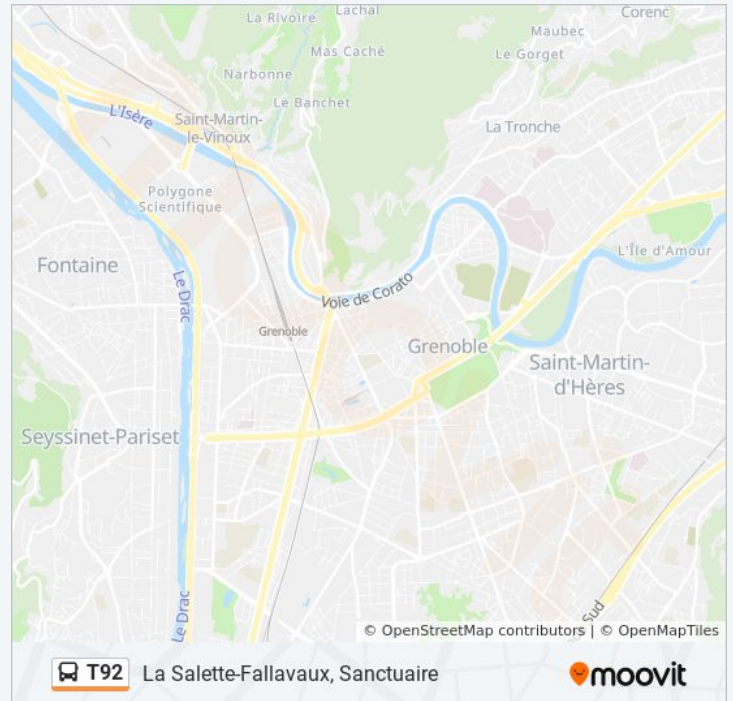 La Rivoire
Lachal
Corenc
Maubec
Mas Caché
Le Gorget
Narbonne
Le Banchet
L'Isère
Saint-Martin-
le-Vinoux
La Tronche
Polygone
Scientifique
L'Île d'Amour
Fontaine
Le Drac
Voie de Corato
Grenoble
Grenoble
Saint-Martin-
d'Hères
Seyssinet-Pariset
Le Drac
Sud
© OpenStreetMap contributors | © OpenMapTiles
T92 La Salette-Fallavaux, Sanctuaire
moovit